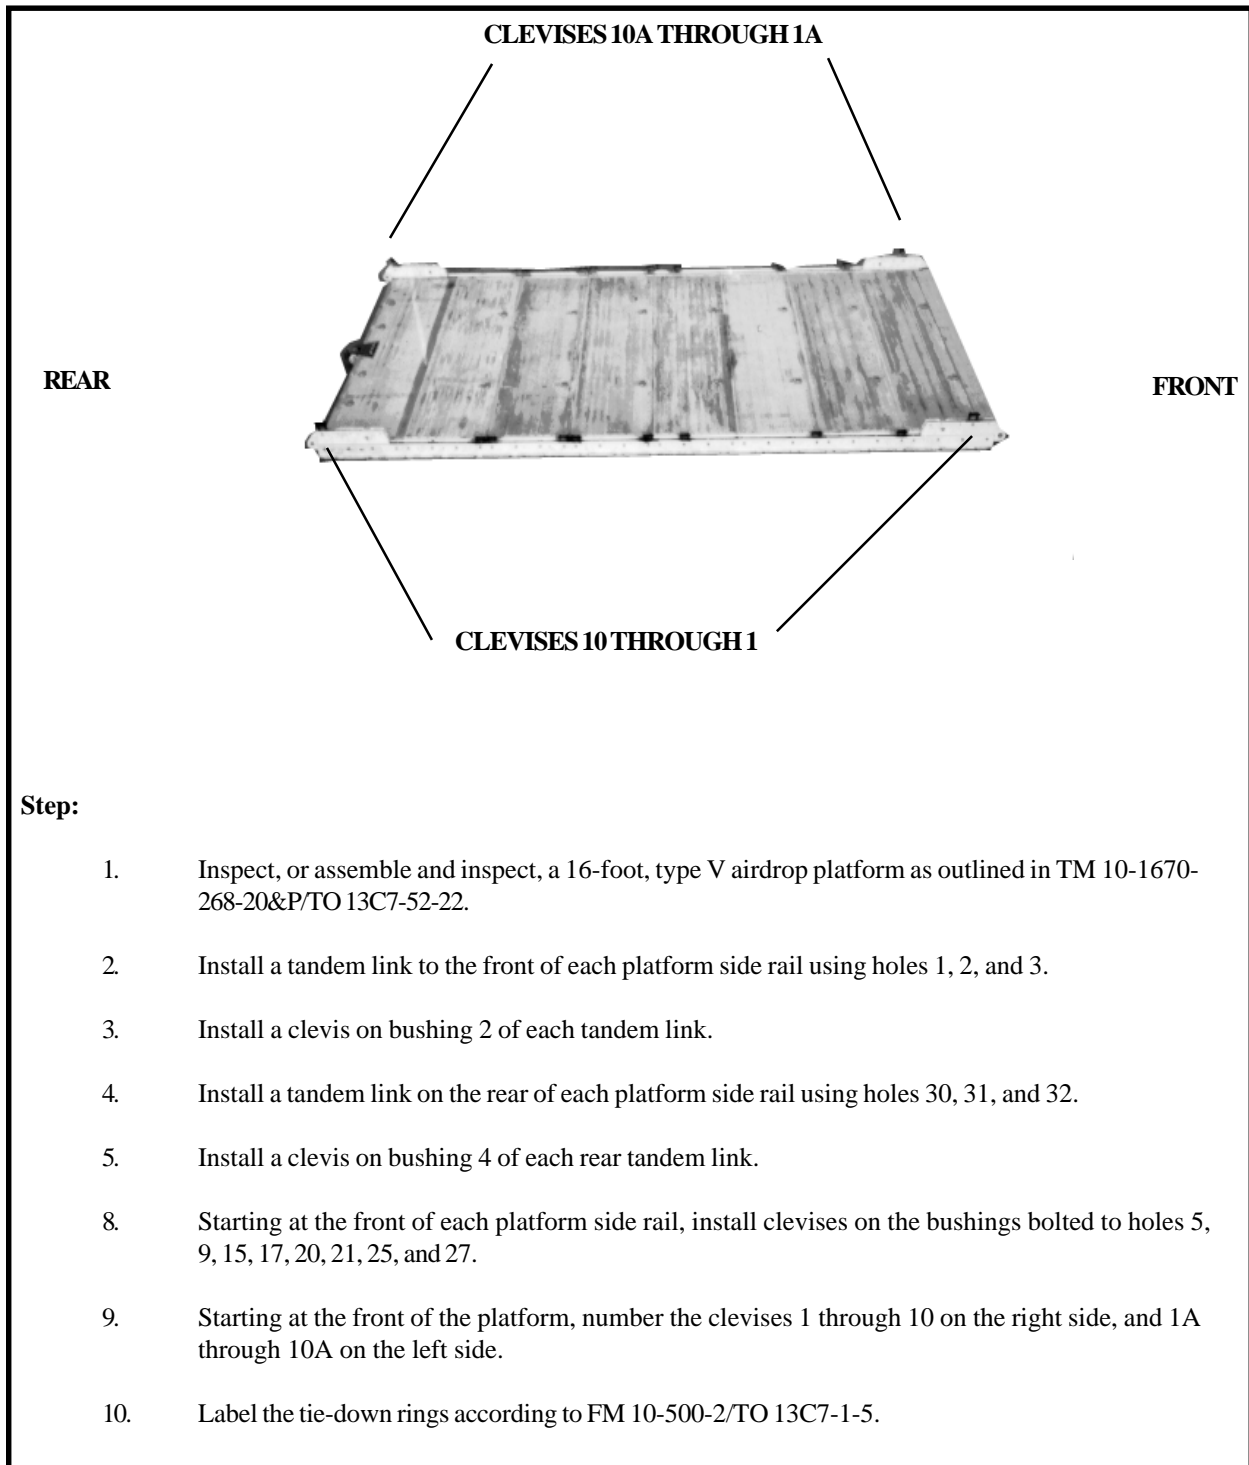 CLEVISES 10A THROUGH 1A
REAR
FRONT
CLEVISES 10 THROUGH 1
Step:
1. Inspect, or assemble and inspect, a 16-foot, type V airdrop platform as outlined in TM 10-1670-
268-20&P/TO 13C7-52-22.
2. Install a tandem link to the front of each platform side rail using holes 1, 2, and 3.
3. Install a clevis on bushing 2 of each tandem link.
4. Install a tandem link on the rear of each platform side rail using holes 30, 31, and 32.
5. Install a clevis on bushing 4 of each rear tandem link.
8. Starting at the front of each platform side rail, install clevises on the bushings bolted to holes 5,
9, 15, 17, 20, 21, 25, and 27.
9. Starting at the front of the platform, number the clevises 1 through 10 on the right side, and 1A
through 10A on the left side.
10. Label the tie-down rings according to FM 10-500-2/TO 13C7-1-5.